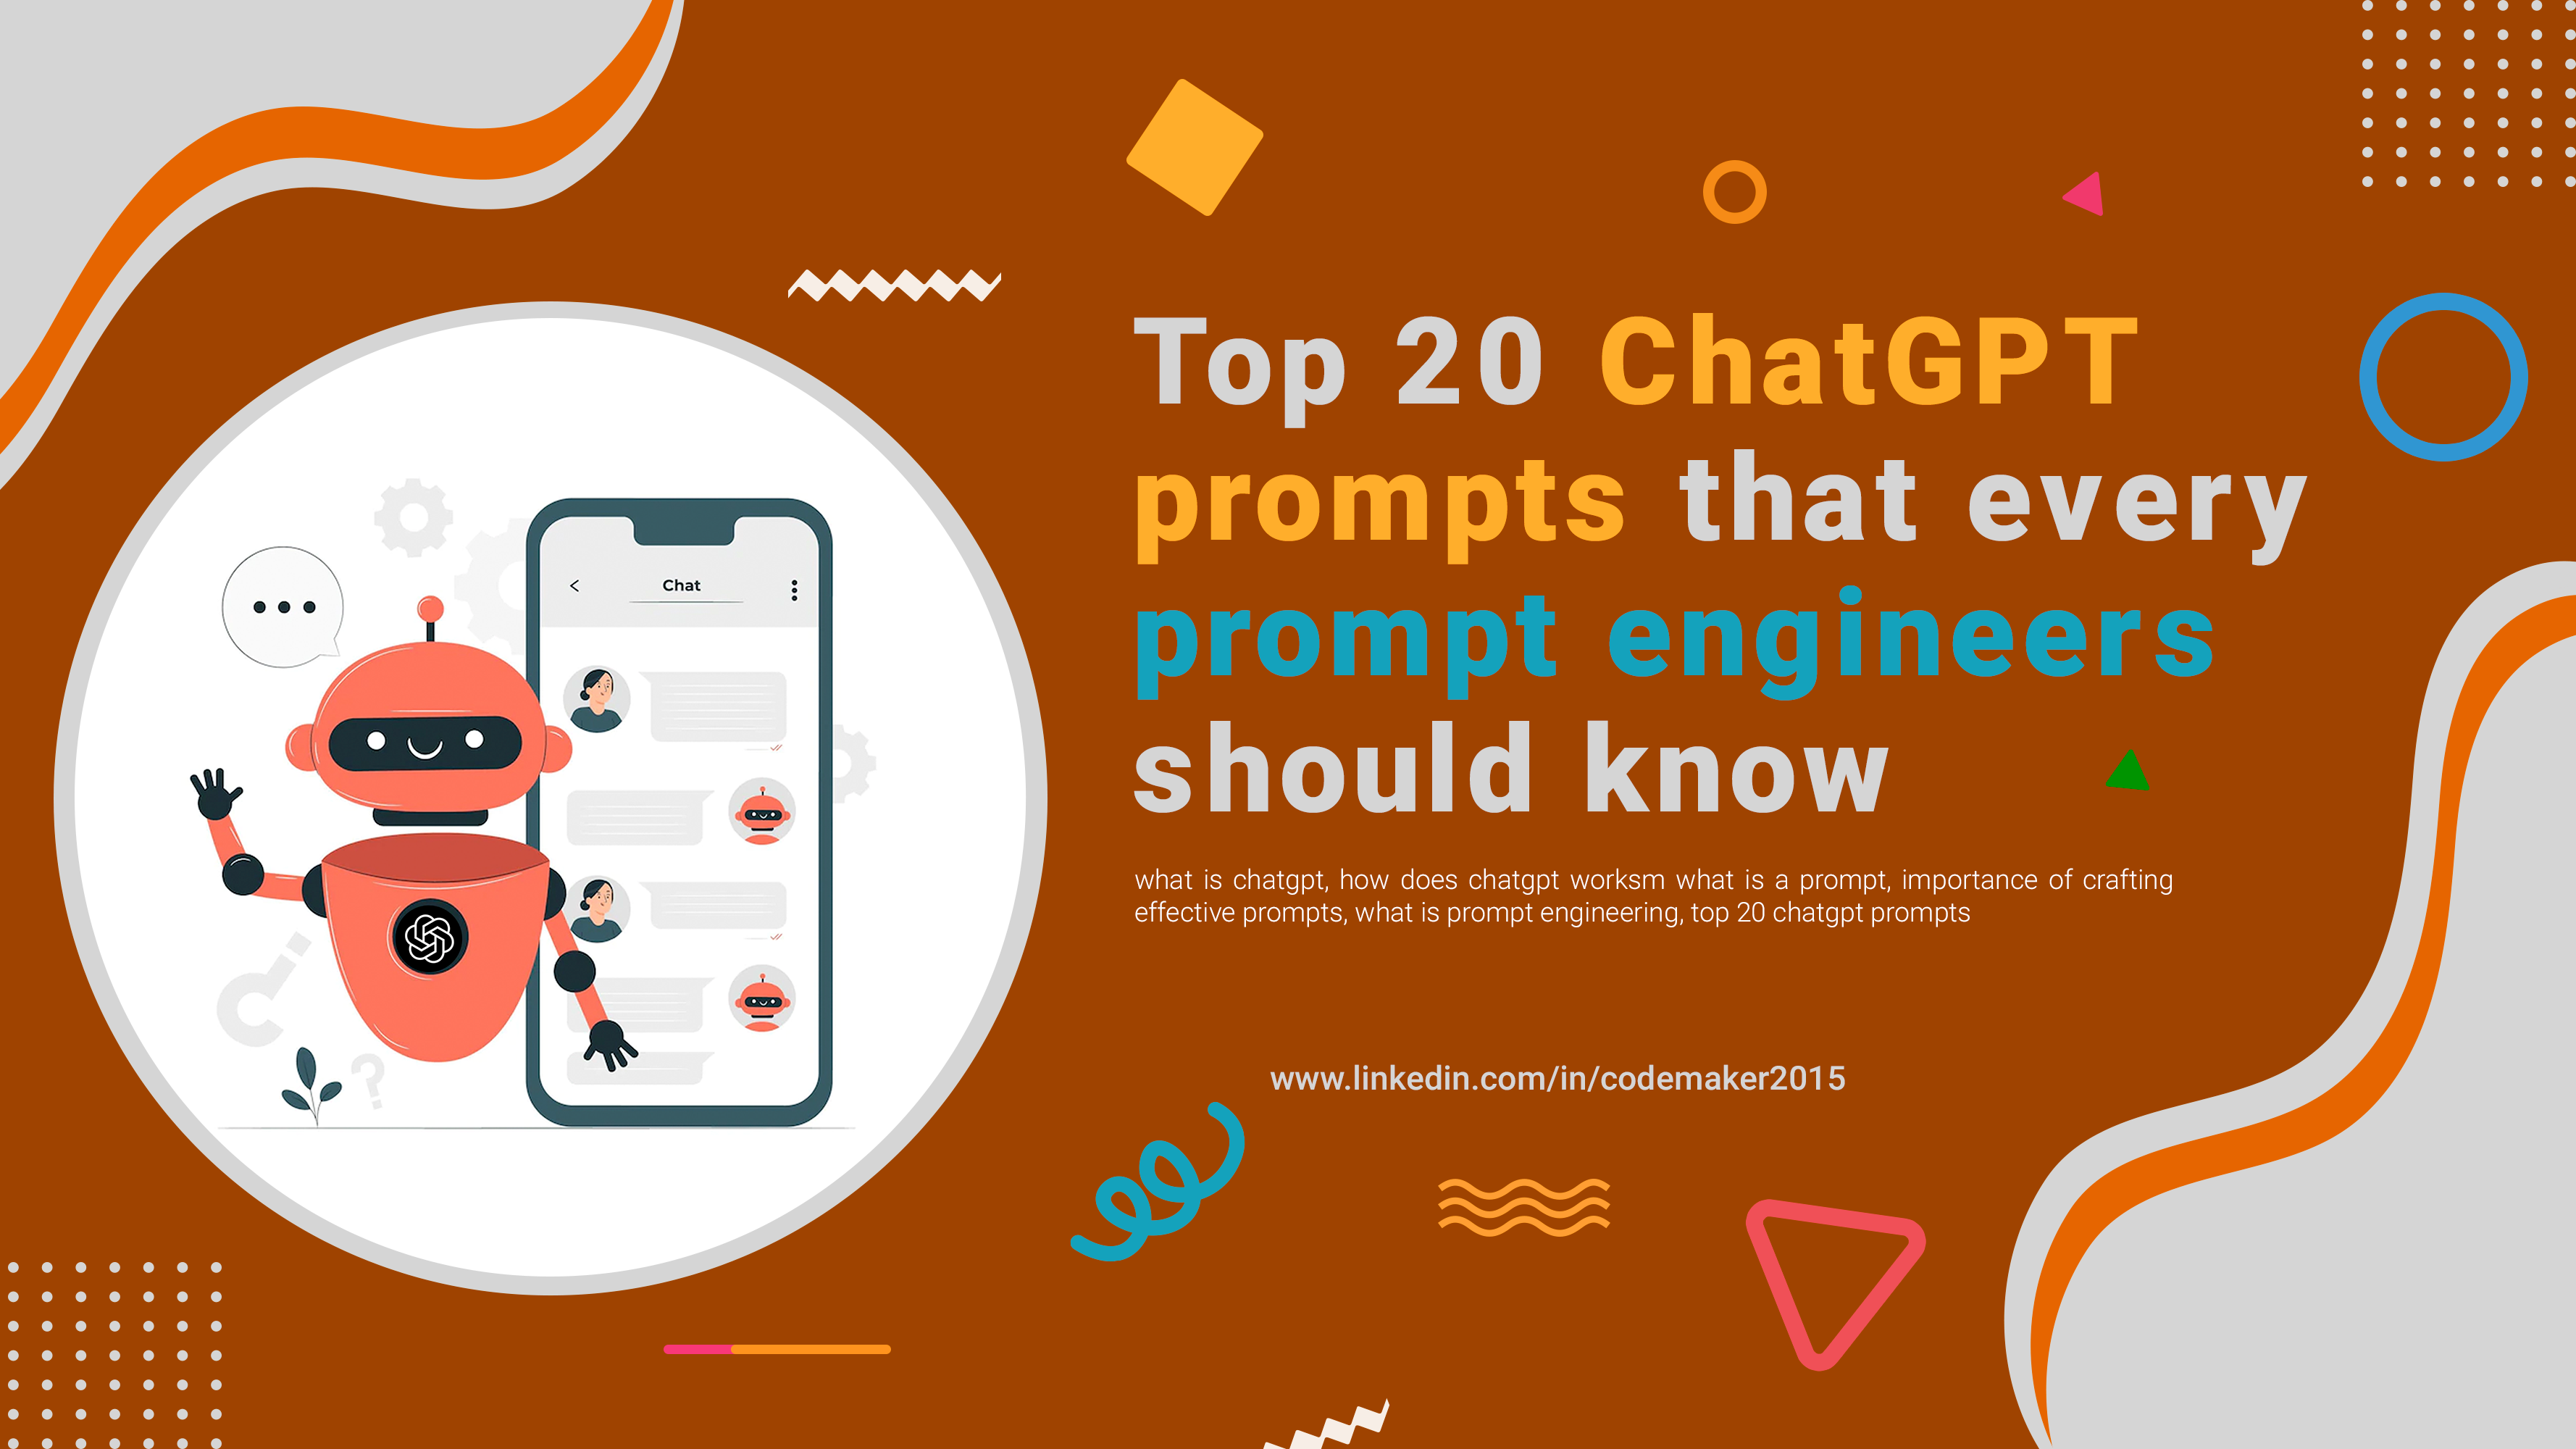 Top 20 ChatGPT
prompts that every
prompt engineers
should know
what is chatgpt, how does chatgpt worksm what is a prompt, importance of crafting
effective prompts, what is prompt engineering, top 20 chatgpt prompts
www.linkedin.com/in/codemaker2015
Chat
?